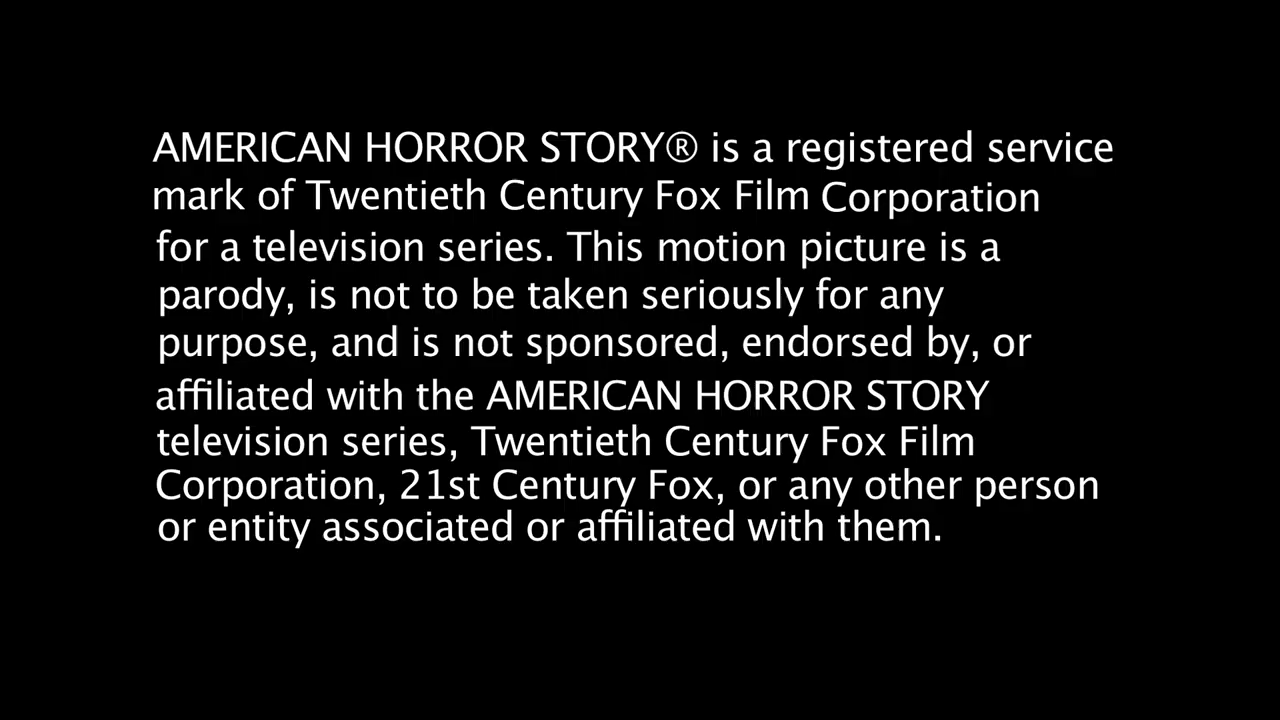 AMERICAN HORROR STORY® is a registered service
mark of Twentieth Century Fox Film Corporation
for a television series. This motion picture is a
parody, is not to be taken seriously for any
purpose, and is not sponsored, endorsed by, or
affiliated with the AMERICAN HORROR STORY
television series, Twentieth Century Fox Film
Corporation, 21st Century Fox, or any other person
or entity associated or affiliated with them.